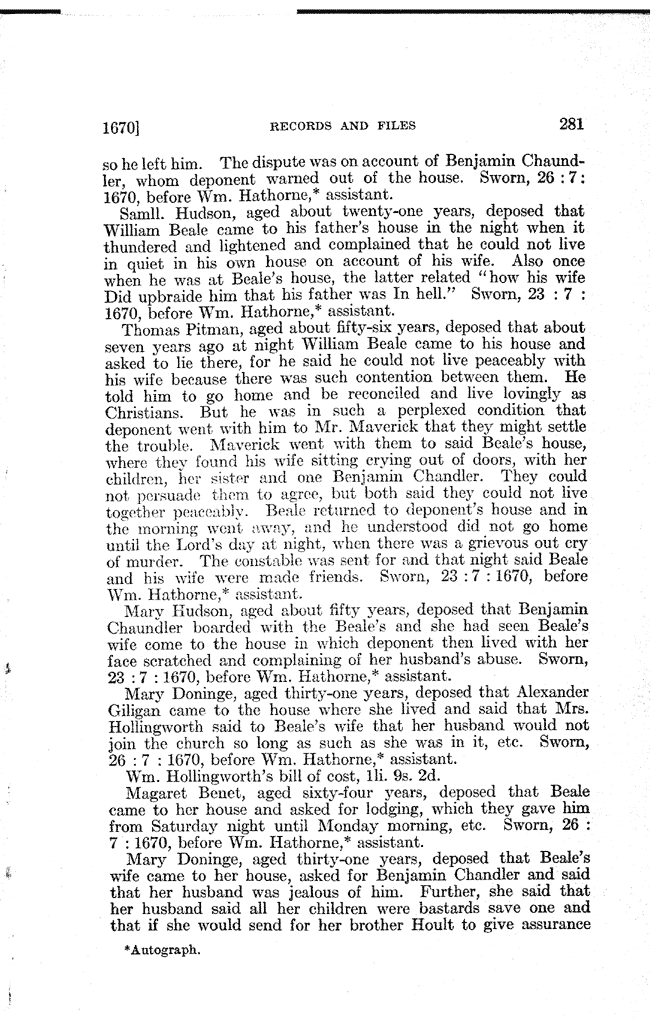 1670] RECORDS AND FILES 281
so he left him. The dispute was on account of Benjamin Chaund-
ler, whom deponent warned out of the house. Sworn, 26 : 7 :
1670, before Wm. Hathorne,* assistant.
Samll. Hudson, aged about twenty-one years, deposed that
William Beale came to his father's house in the night when it
thundered and lightened and complained that he could not live
in quiet in his own house on account of his wife. Also once
when he was at Beale's house, the latter related "how his wife
Did upbraide him that his father was In hell." Sworn, 23 : 7 :
1670, before Wm. Hathorne,* assistant.
Thomas Pitman, aged about fifty-six years, deposed that about
seven years ago at night William Beale came to his house and
asked to lie there, for he said he could not live peaceably with
his wife because there was such contention between them. He
told him to go home and be reconciled and live lovingly as
Christians. But he was in such a perplexed condition that
deponent went with him to Mr. Maverick that they might settle
the trouble. Maverick went with them to said Beale's house,
where they found his wife sitting crying out of doors, with her
children, her sister and one Benjamin Chandler. They could
not persuade them to agree, but both said they could not live
together peaceably. Beale returned to deponent's house and in
the morning went away, and he understood did not go home
until the Lord's day at night, when there was a grievous out cry
of murder. The constable was sent for and that night said Beale
and his wife were made friends. Sworn, 23 : 7 : 1670, before
Wm. Hathorne,* assistant.
Mary Hudson, aged about fifty years, deposed that Benjamin
Chaundler boarded with the Beale's and she had seen Beale's
wife come to the house in which deponent then lived with her
face scratched and complaining of her husband's abuse. Sworn,
23 : 7 : 1670, before Wm. Hathorne,* assistant.
Mary Doninge, aged thirty-one years, deposed that Alexander
Giligan came to the house where she lived and said that Mrs.
Hollingworth said to Beale's wife that her husband would not
join the church so long as such as she was in it, etc. Sworn,
26 : 7 : 1670, before Wm. Hathorne,* assistant.
Wm. Hollingworth's bill of cost, 1li. 9s. 2d.
Magaret Benet, aged sixty-four years, deposed that Beale
came to her house and asked for lodging, which they gave him
from Saturday night until Monday morning, etc. Sworn, 26 :
7 : 1670, before Wm. Hathorne,* assistant.
Mary Doninge, aged thirty-one years, deposed that Beale's
wife came to her house, asked for Benjamin Chandler and said
that her husband was jealous of him. Further, she said that
her husband said all her children were bastards save one and
that if she would send for her brother Hoult to give assurance
*Autograph.